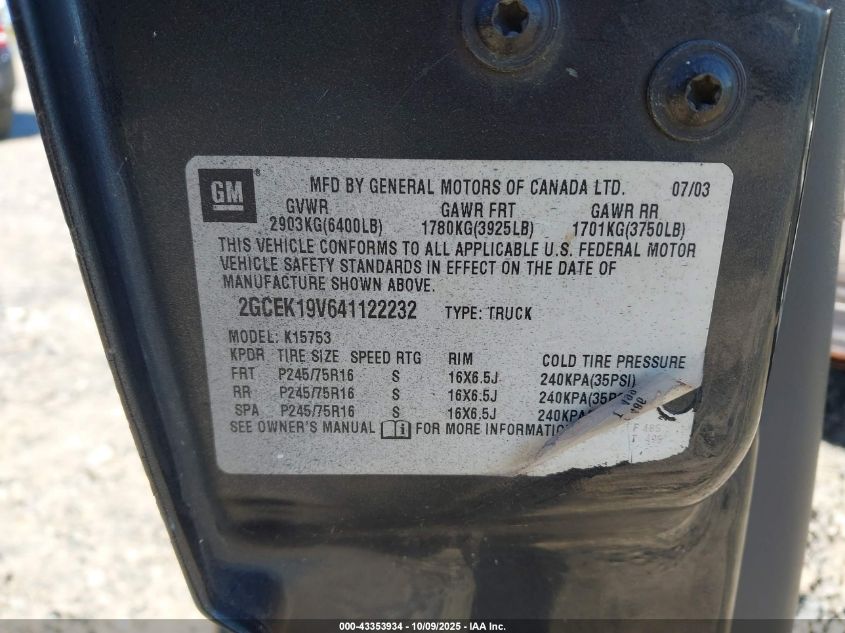 GM
MFD BY GENERAL MOTORS OF CANADA LTD. 07/03
GVWR GAWR FRT GAWR RR
2903KG(6400LB) 1780KG(3925LB) 1701KG(3750LB)
THIS VEHICLE CONFORMS TO ALL APPLICABLE U.S. FEDERAL MOTOR
VEHICLE SAFETY STANDARDS IN EFFECT ON THE DATE OF
MANUFACTURE SHOWN ABOVE.
2GCEK19V641122232 TYPE: TRUCK
MODEL: K15753
KPDR TIRE SIZE SPEED RTG RIM COLD TIRE PRESSURE
FRT P245/75R16 S 16X6.5J 240KPA(35PSI)
RR P245/75R16 S 16X6.5J 240KPA(35
SPA P245/75R16 S 16X6.5J 240KPA
SEE OWNER'S MANUAL FOR MORE INFORMATIO
000-43353934 - 10/09/2025 - IAA Inc.